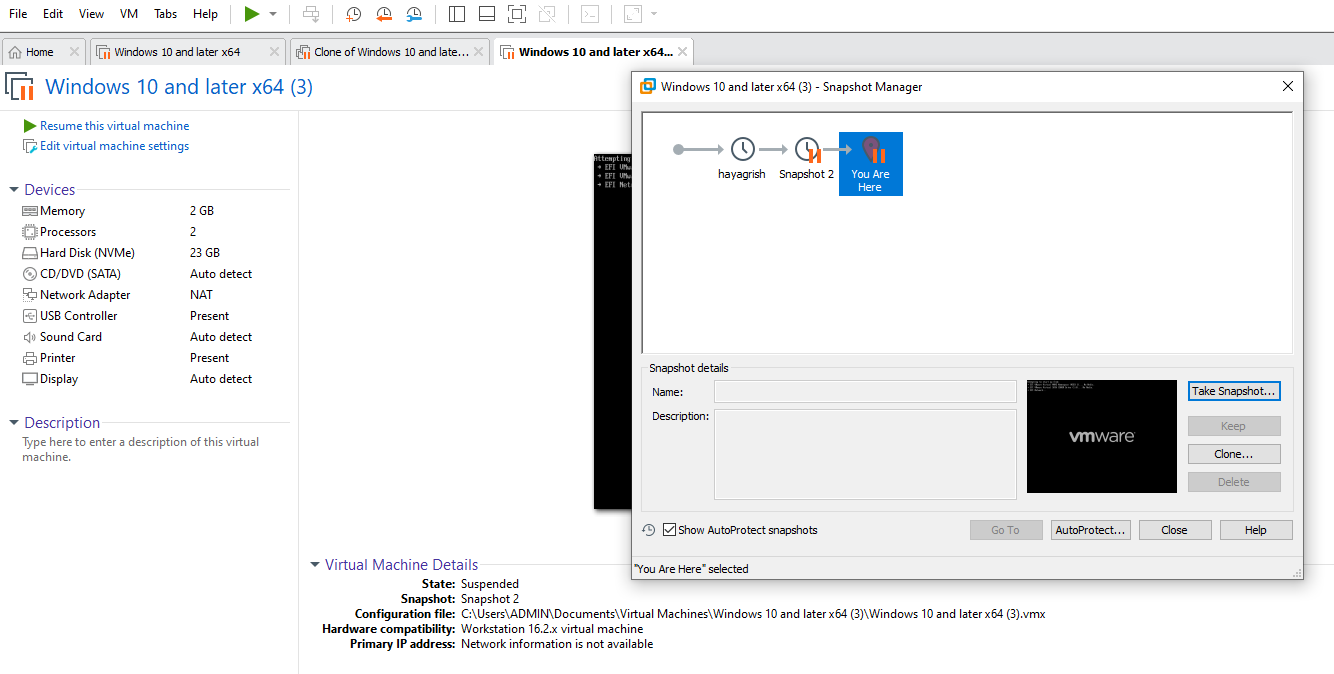 File Edit View VM Tabs Help
Home
Windows 10 and later x64
Clone of Windows 10 and late...
Windows 10 and later x64...
Windows 10 and later x64 (3)
Resume this virtual machine
Edit virtual machine settings
Devices
Memory 2 GB
Processors 2
Hard Disk (NVMe) 23 GB
CD/DVD (SATA) Auto detect
Network Adapter NAT
USB Controller Present
Sound Card Auto detect
Printer Present
Display Auto detect
Description
Type here to enter a description of this virtual
machine.
Attempting
EFI VMw
EFI VMw
EFI Net
Windows 10 and later x64 (3) - Snapshot Manager
hayagrish
Snapshot 2
You Are
Here
Snapshot details
Name:
Description:
vmware
Take Snapshot...
Keep
Clone...
Delete
Show AutoProtect snapshots
Go To
AutoProtect...
Close
Help
"You Are Here" selected
Virtual Machine Details
State: Suspended
Snapshot: Snapshot 2
Configuration file: C:\Users\ADMIN\Documents\Virtual Machines\Windows 10 and later x64 (3)\Windows 10 and later x64 (3).vmx
Hardware compatibility: Workstation 16.2.x virtual machine
Primary IP address: Network information is not available